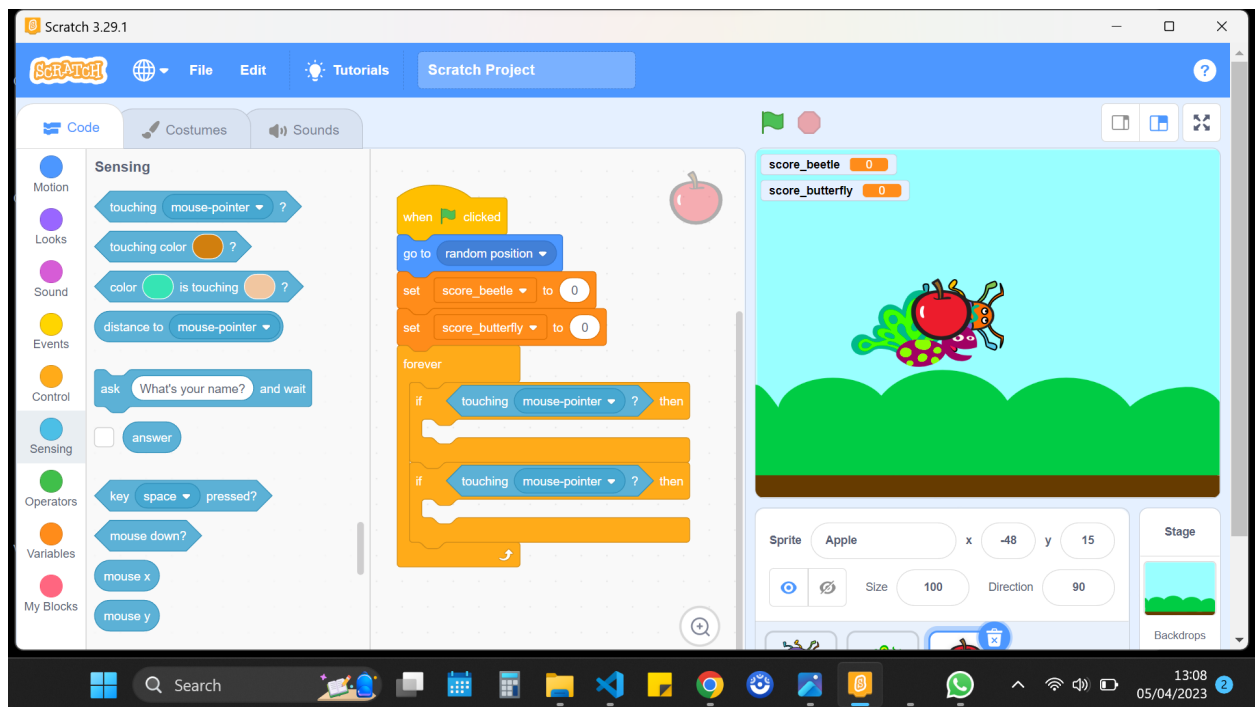 Scratch 3.29.1
SCRATCH File Edit Tutorials Scratch Project ?
Code Costumes Sounds
Motion
Looks
Sound
Events
Control
Sensing
Operators
Variables
My Blocks
Sensing
touching mouse-pointer ?
touching color ?
color is touching ?
distance to mouse-pointer
ask What's your name? and wait
answer
key space pressed?
mouse down?
mouse x
mouse y
when clicked
go to random position
set score_beetle to 0
set score_butterfly to 0
forever
if touching mouse-pointer ? then
if touching mouse-pointer ? then
score_beetle 0
score_butterfly 0
Sprite Apple x -48 y 15
Size 100 Direction 90
Stage
Backdrops
Search
13:08
05/04/2023
2